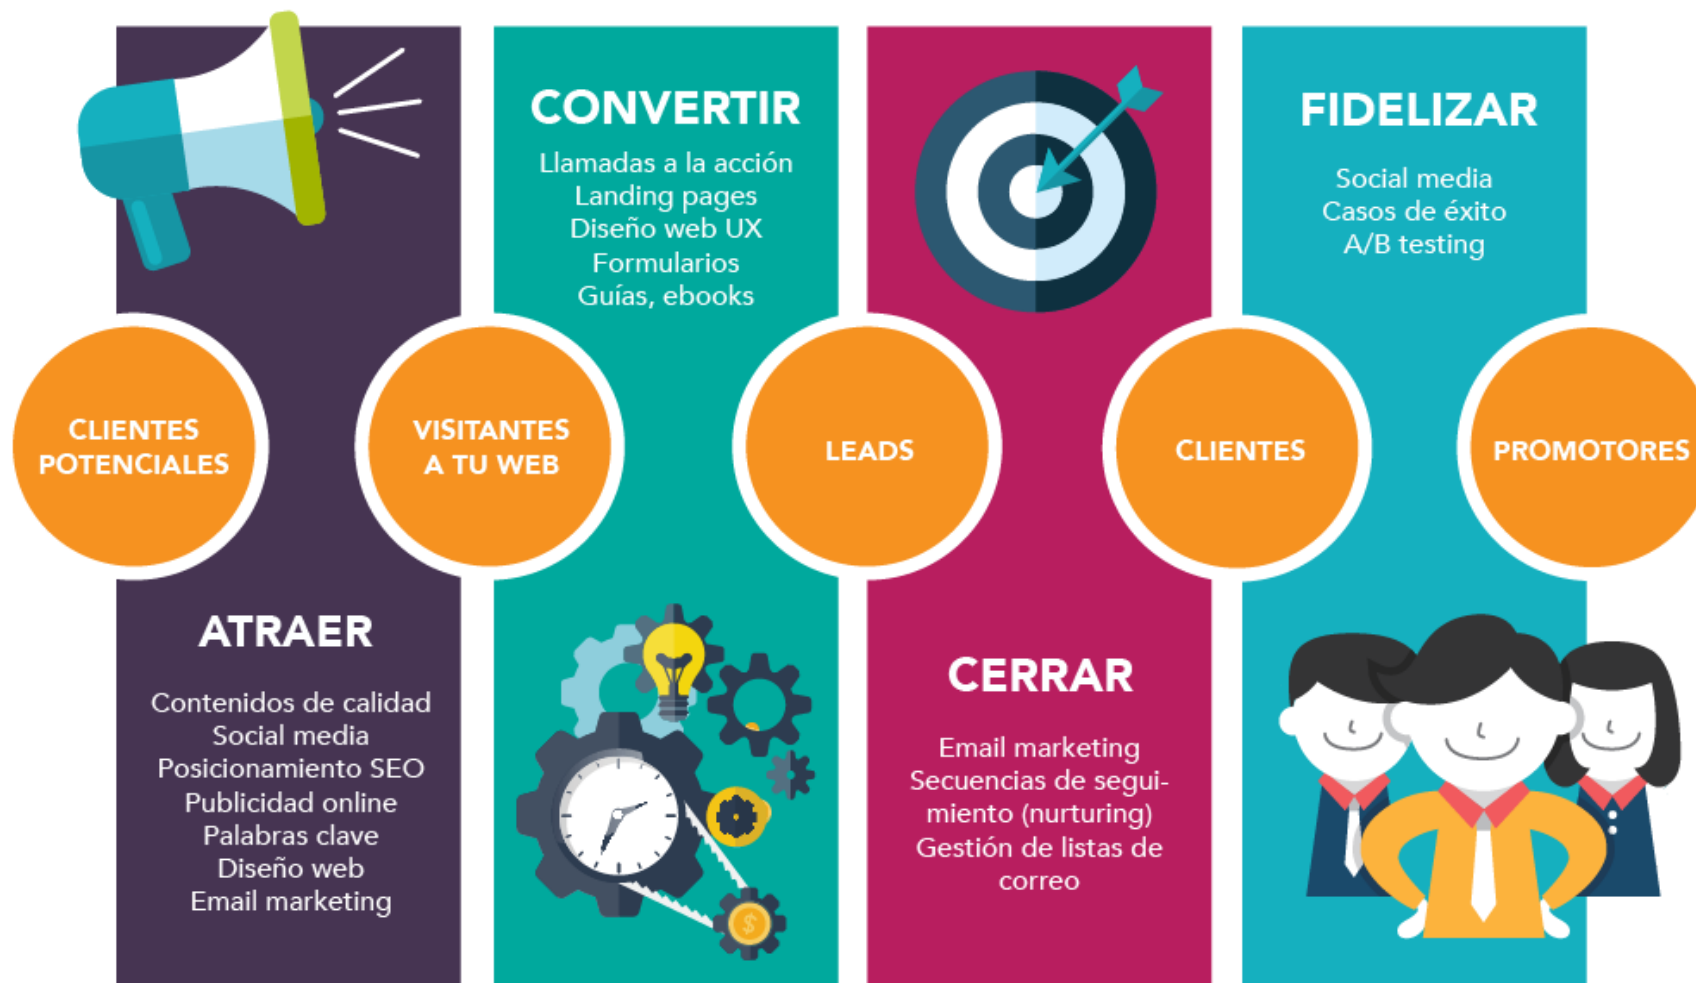 CONVERTIR
Llamadas a la acción
Landing pages
Diseño web UX
Formularios
Guías, ebooks
FIDELIZAR
Social media
Casos de éxito
A/B testing
CLIENTES
POTENCIALES
VISITANTES
A TU WEB
LEADS
CLIENTES
PROMOTORES
ATRAER
Contenidos de calidad
Social media
Posicionamiento SEO
Publicidad online
Palabras clave
Diseño web
Email marketing
CERRAR
Email marketing
Secuencias de segui-
miento (nurturing)
Gestión de listas de
correo
$